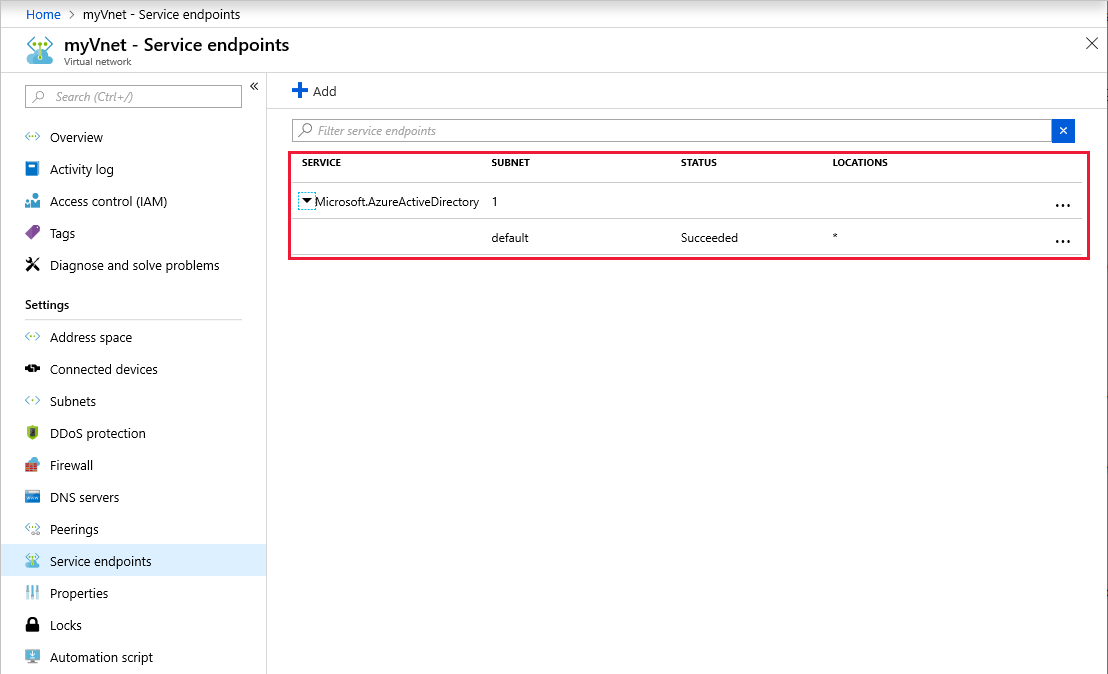 Home > myVnet - Service endpoints
myVnet - Service endpoints
Virtual network
Search (Ctrl+/)
«
Overview
Activity log
Access control (IAM)
Tags
Diagnose and solve problems
Settings
Address space
Connected devices
Subnets
DDoS protection
Firewall
DNS servers
Peerings
Service endpoints
Properties
Locks
Automation script
Add
Filter service endpoints
SERVICE SUBNET STATUS LOCATIONS
Microsoft.AzureActiveDirectory 1 ...
default Succeeded * ...